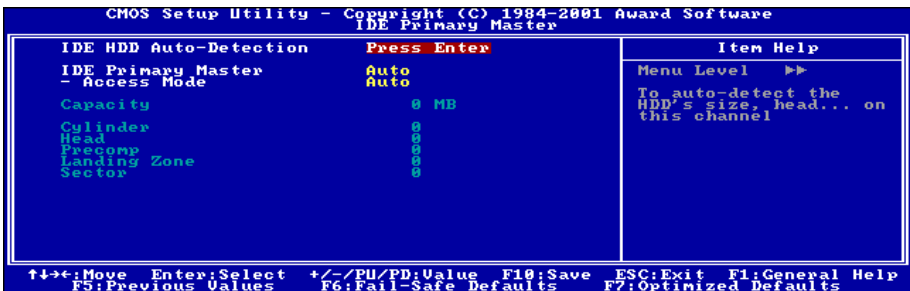 CMOS Setup Utility - Copyright (C) 1984-2001 Award Software
IDE Primary Master
IDE HDD Auto-Detection Press Enter
IDE Primary Master Auto
- Access Mode Auto
Capacity 0 MB
Cylinder 0
Head 0
Precomp 0
Landing Zone 0
Sector 0
Item Help
Menu Level ▶▶
To auto-detect the
HDD's size, head... on
this channel
↑↓→←:Move Enter:Select +/-/PU/PD:Value F10:Save ESC:Exit F1:General Help
F5:Previous Values F6:Fail-Safe Defaults F7:Optimized Defaults